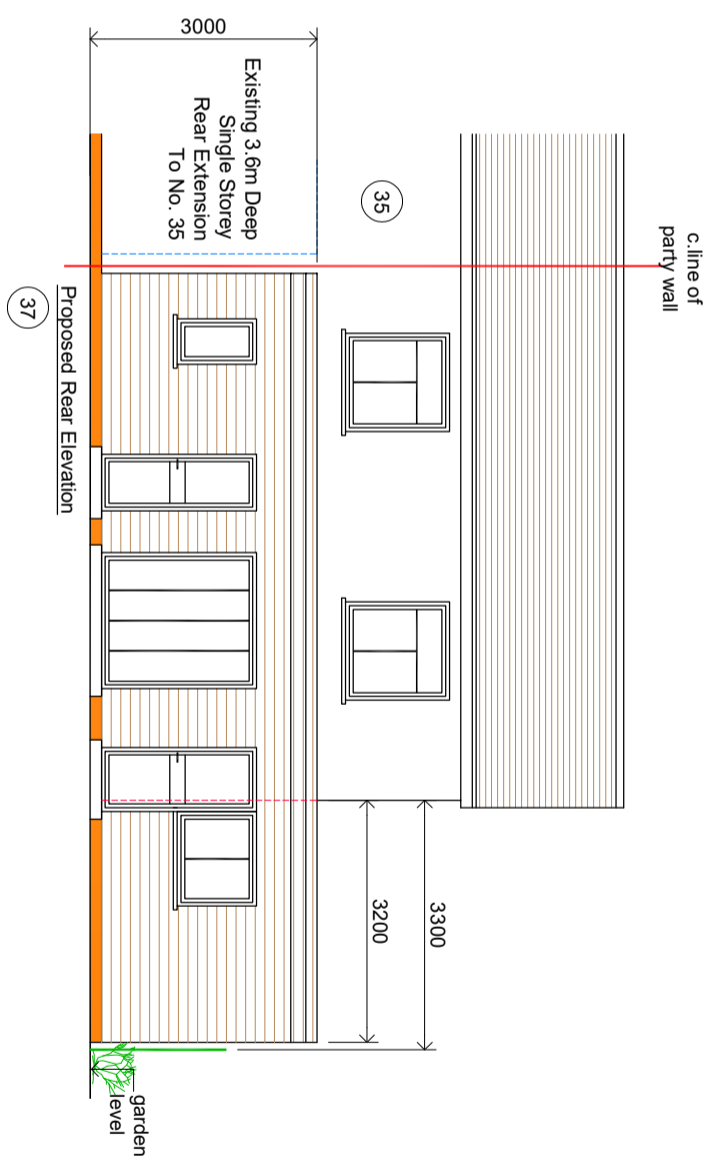 c.line of
party wall
35
3000
Existing 3.6m Deep
Single Storey
Rear Extension
To No. 35
3300
3200
garden
level
Proposed Rear Elevation
37